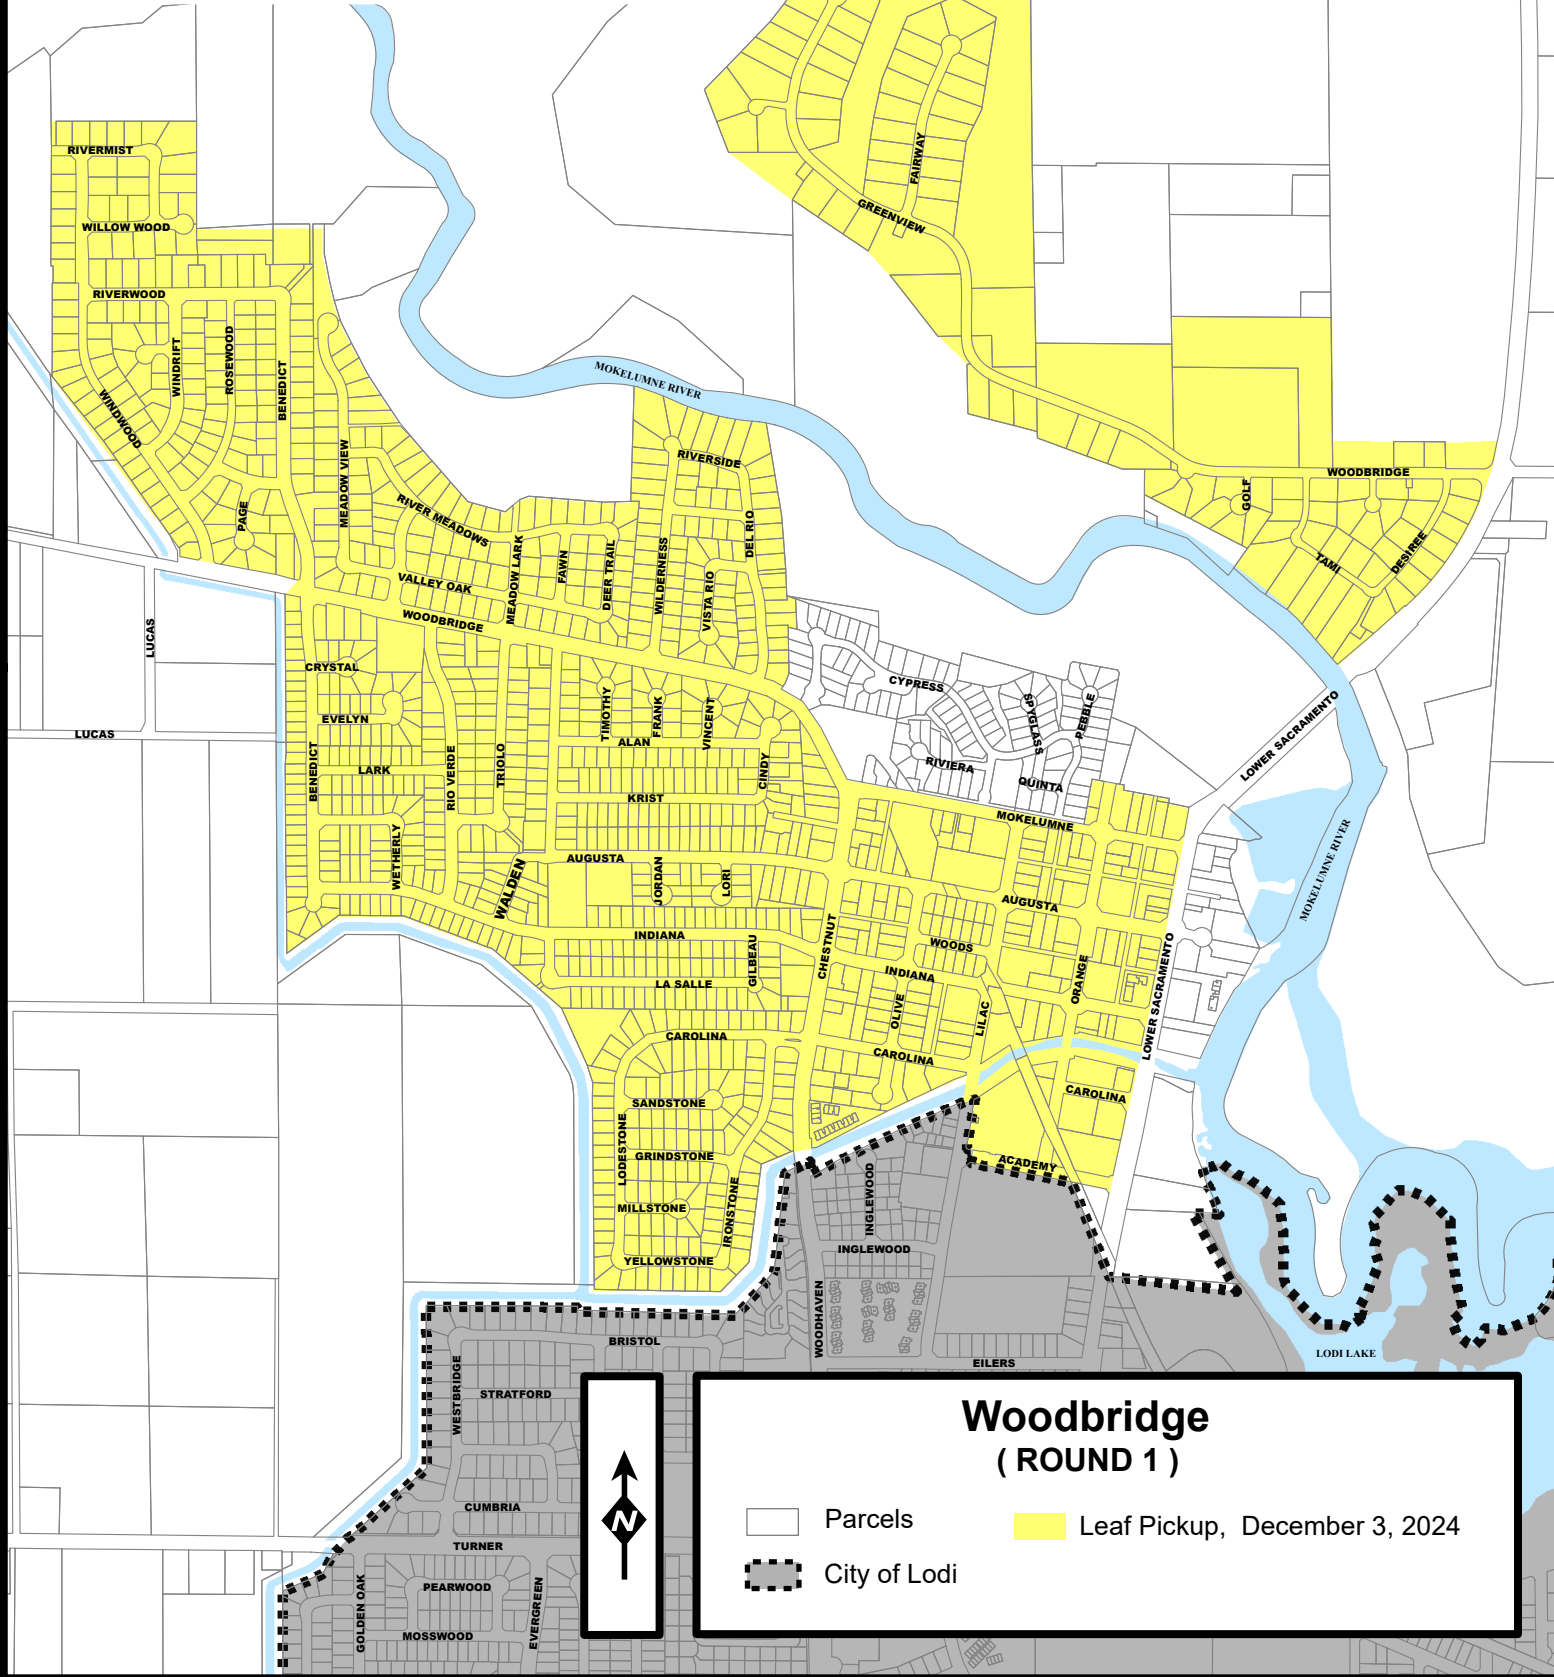 RIVERMIST
WILLOW WOOD
RIVERWOOD
WINDRIFT
ROSEWOOD
BENEDICT
WINDWOOD
PAGE
MEADOW VIEW
RIVER MEADOWS
VALLEY OAK
WOODBRIDGE
MEADOW LARK
FAWN
DEER TRAIL
WILDERNESS
RIVERSIDE
DEL RIO
VISTA RIO
MOKELUMNE RIVER
FAIRWAY
GREENVIEW
WOODBRIDGE
GOLF
TAMI
DESIREE
LUCAS
LUCAS
CRYSTAL
EVELYN
LARK
BENEDICT
WETHERLY
RIO VERDE
TRIOLO
TIMOTHY
FRANK
VINCENT
ALAN
CINDY
KRIST
AUGUSTA
WALDEN
JORDAN
LORI
CYPRESS
SPYGLASS
PEBBLE
RIVIERA
QUINTA
LOWER SACRAMENTO
MOKELUMNE
MOKELUMNE RIVER
AUGUSTA
WOODS
INDIANA
GILBEAU
LA SALLE
CHESTNUT
INDIANA
OLIVE
LILAC
ORANGE
LOWER SACRAMENTO
CAROLINA
CAROLINA
CAROLINA
SANDSTONE
LODESTONE
GRINDSTONE
MILLSTONE
IRONSTONE
YELLOWSTONE
ACADEMY
INGLEWOOD
INGLEWOOD
WOODHAVEN
EILERS
LODI LAKE
BRISTOL
WESTBRIDGE
STRATFORD
CUMBRIA
TURNER
GOLDEN OAK
PEARWOOD
EVERGREEN
MOSSWOOD
N
Woodbridge
( ROUND 1 )
Parcels
Leaf Pickup, December 3, 2024
City of Lodi